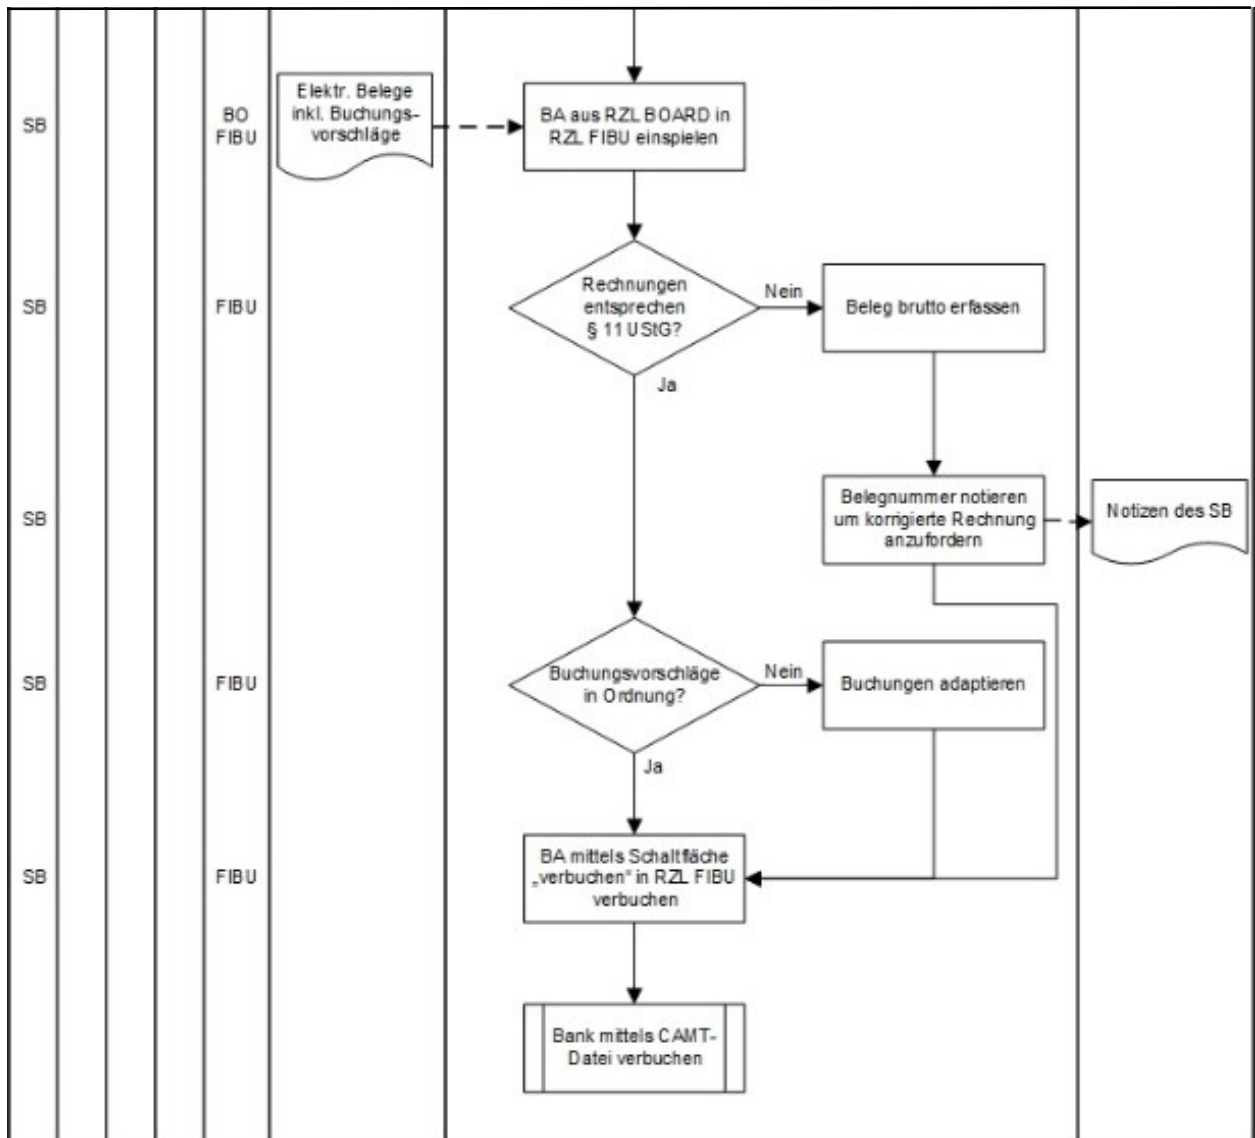 SB
BO
FIBU
Elektr. Belege
inkl. Buchungs-
vorschläge
BA aus RZL BOARD in
RZL FIBU einspielen
SB
FIBU
Rechnungen
entsprechen
§ 11 UStG?
Nein
Beleg brutto erfassen
Ja
SB
Belegnummer notieren
um korrigierte Rechnung
anzufordern
Notizen des SB
SB
FIBU
Buchungsvorschläge
in Ordnung?
Nein
Buchungen adaptieren
Ja
SB
FIBU
BA mittels Schaltfläche
„verbuchen“ in RZL FIBU
verbuchen
Bank mittels CAMT-
Datei verbuchen